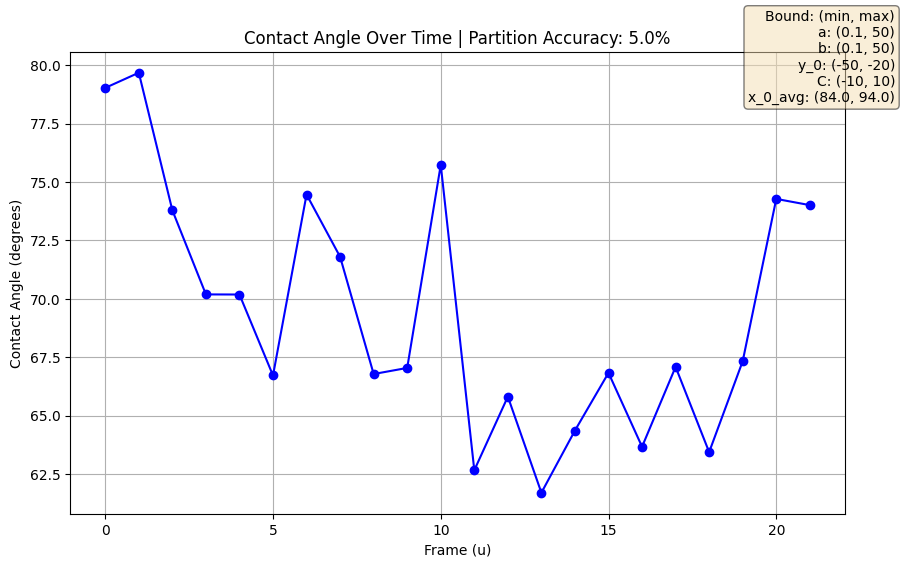 Contact Angle Over Time | Partition Accuracy: 5.0%
Bound: (min, max)
a: (0.1, 50)
b: (0.1, 50)
y_0: (-50, -20)
C: (-10, 10)
x_0_avg: (84.0, 94.0)
Contact Angle (degrees)
80.0
77.5
75.0
72.5
70.0
67.5
65.0
62.5
0 5 10 15 20
Frame (u)